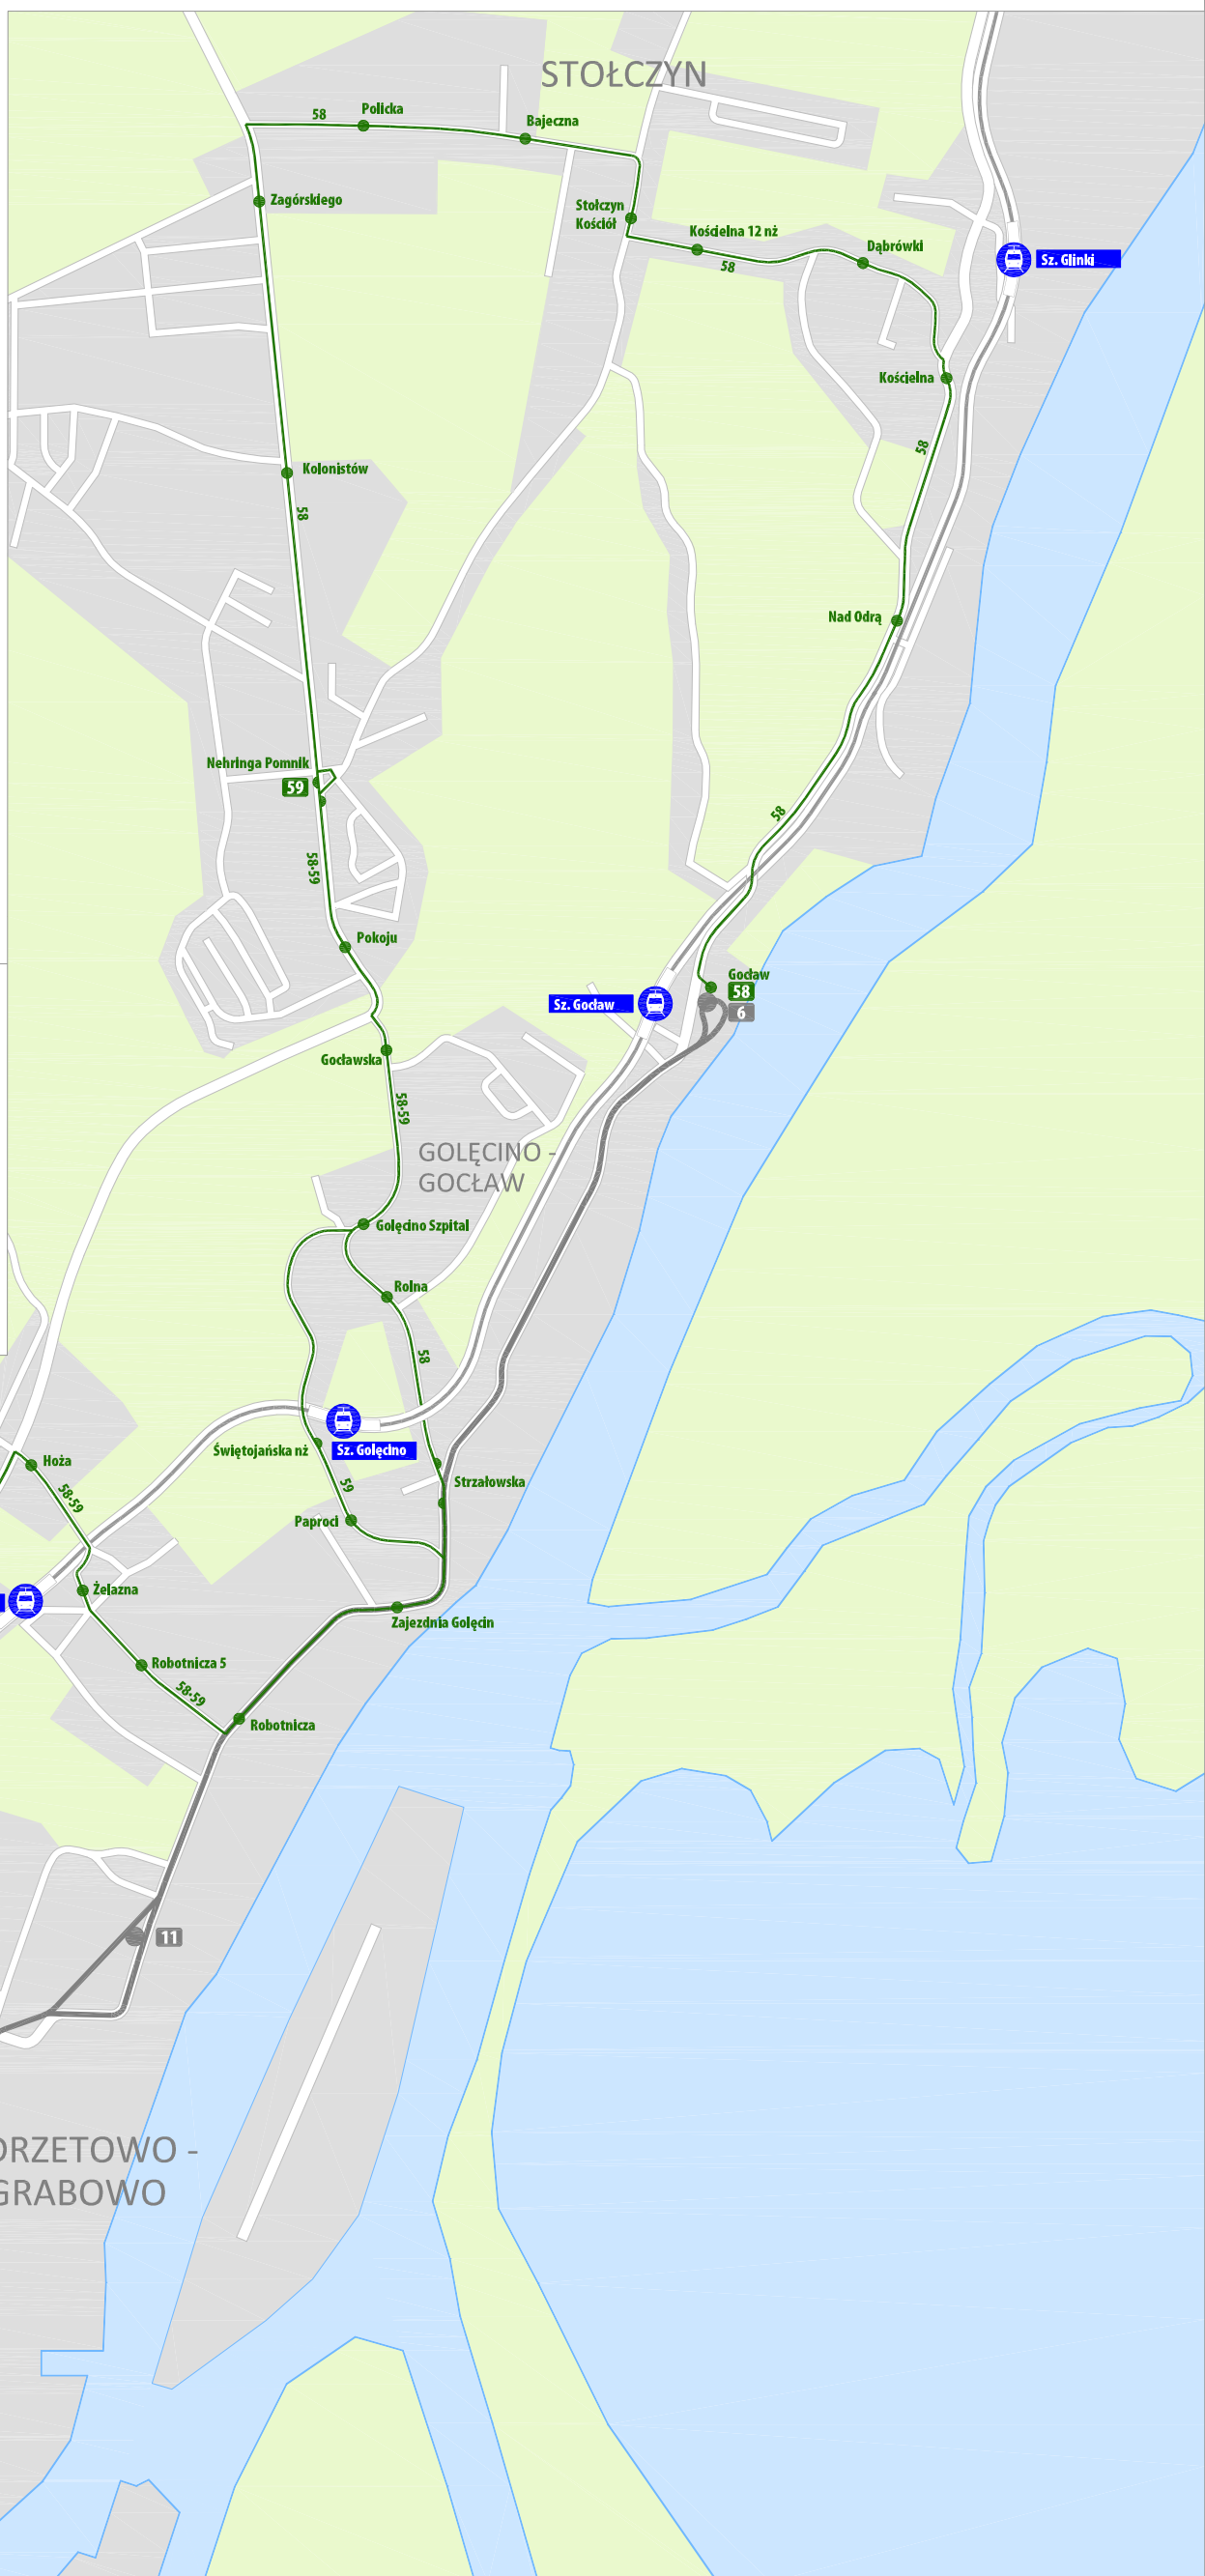 STOŁCZYN
58
Policka
Bajeczna
Zagórskiego
Stołczyn
Kościół
Kościelna 12 nż
58
Dąbrówki
Sz. Glinki
Kościelna
58
Kolonistów
58
Nad Odrą
Nehringa Pomnik
59
58
58·59
Pokoju
Gocław
58
6
Sz. Gocław
Gocławska
58·59
GOLĘCINO -
GOCŁAW
Golęcino Szpital
Rolna
58
Świętojańska nż
Sz. Golęcino
Hoża
58·59
59
Strzałowska
Paproci
Żelazna
Zajezdnia Golęcin
Robotnicza 5
58·59
Robotnicza
11
DRZETOWO -
GRABOWO